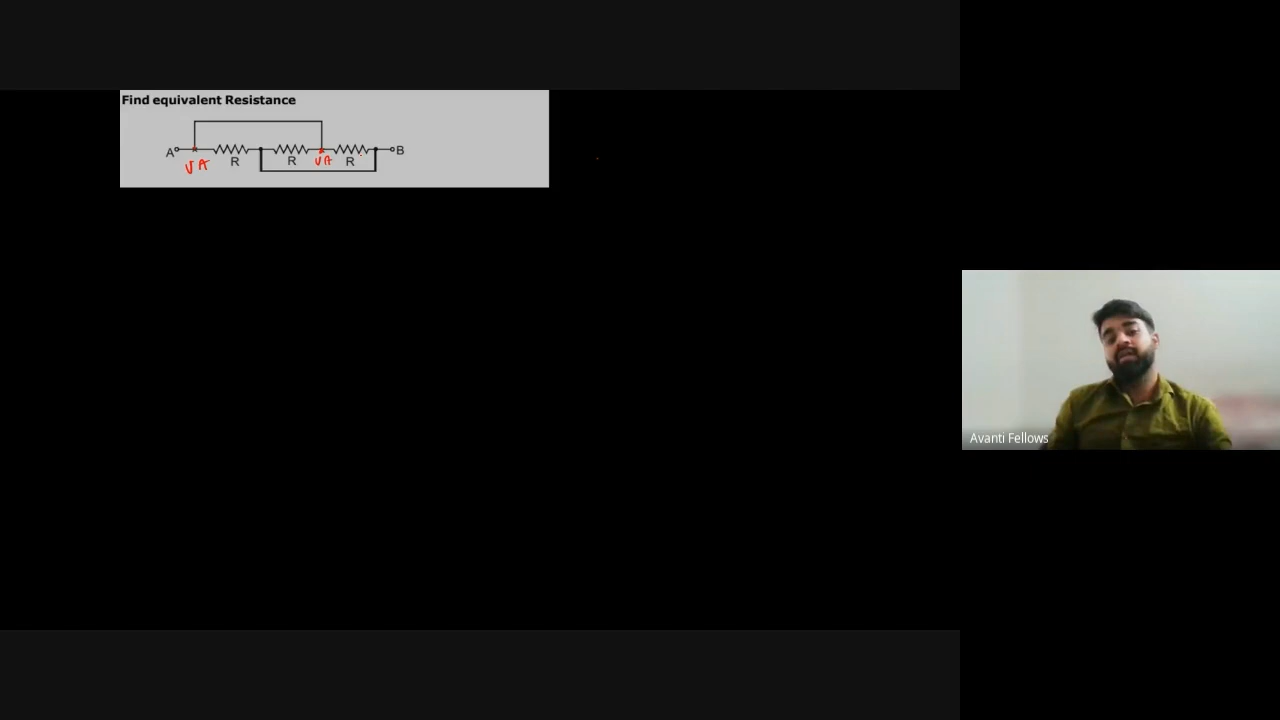 Find equivalent Resistance
A R R VA R B
VA
Avanti Fellows